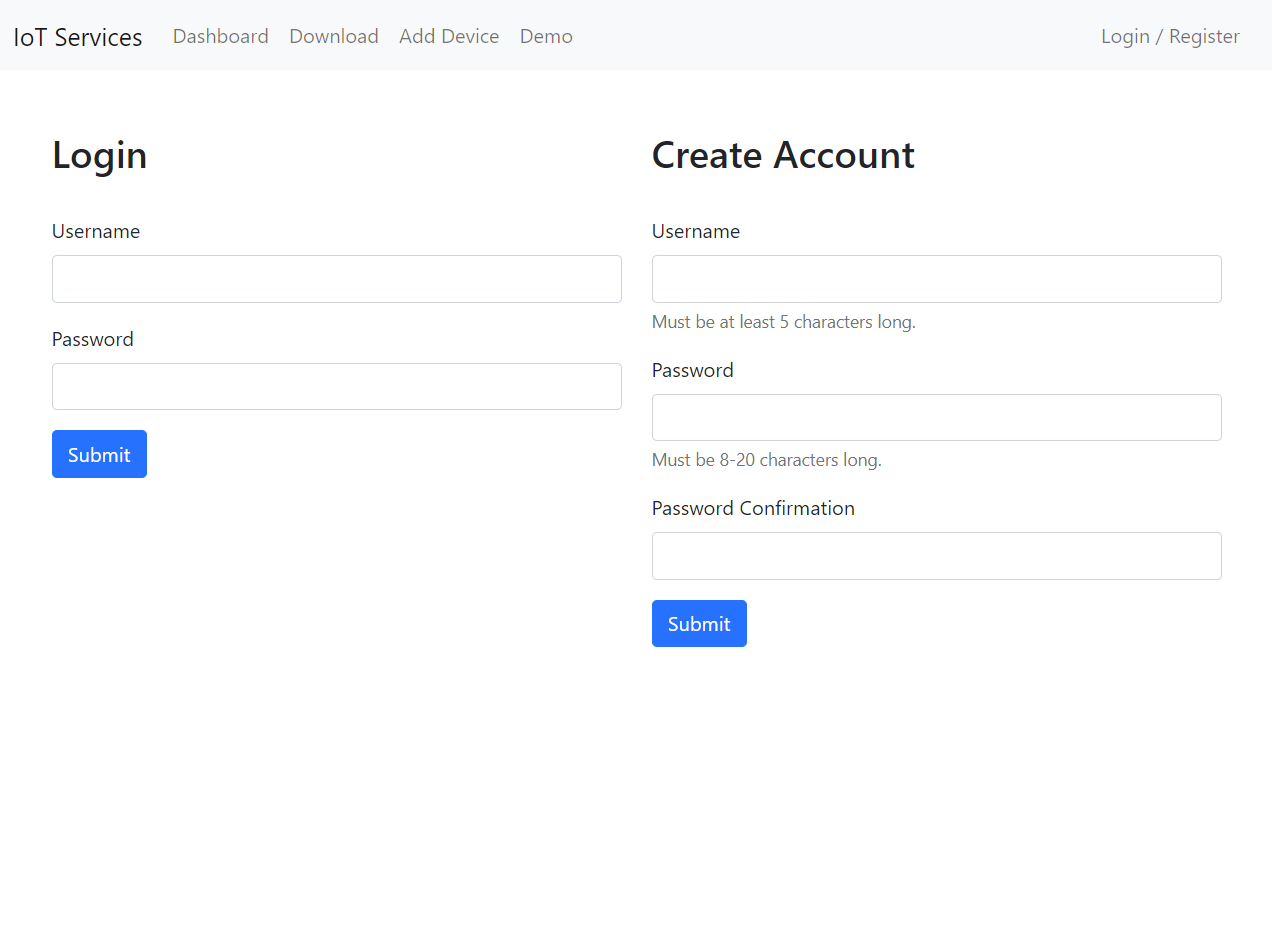 IoT Services Dashboard Download Add Device Demo Login / Register
Login
Username
Password
Submit
Create Account
Username
Must be at least 5 characters long.
Password
Must be 8-20 characters long.
Password Confirmation
Submit